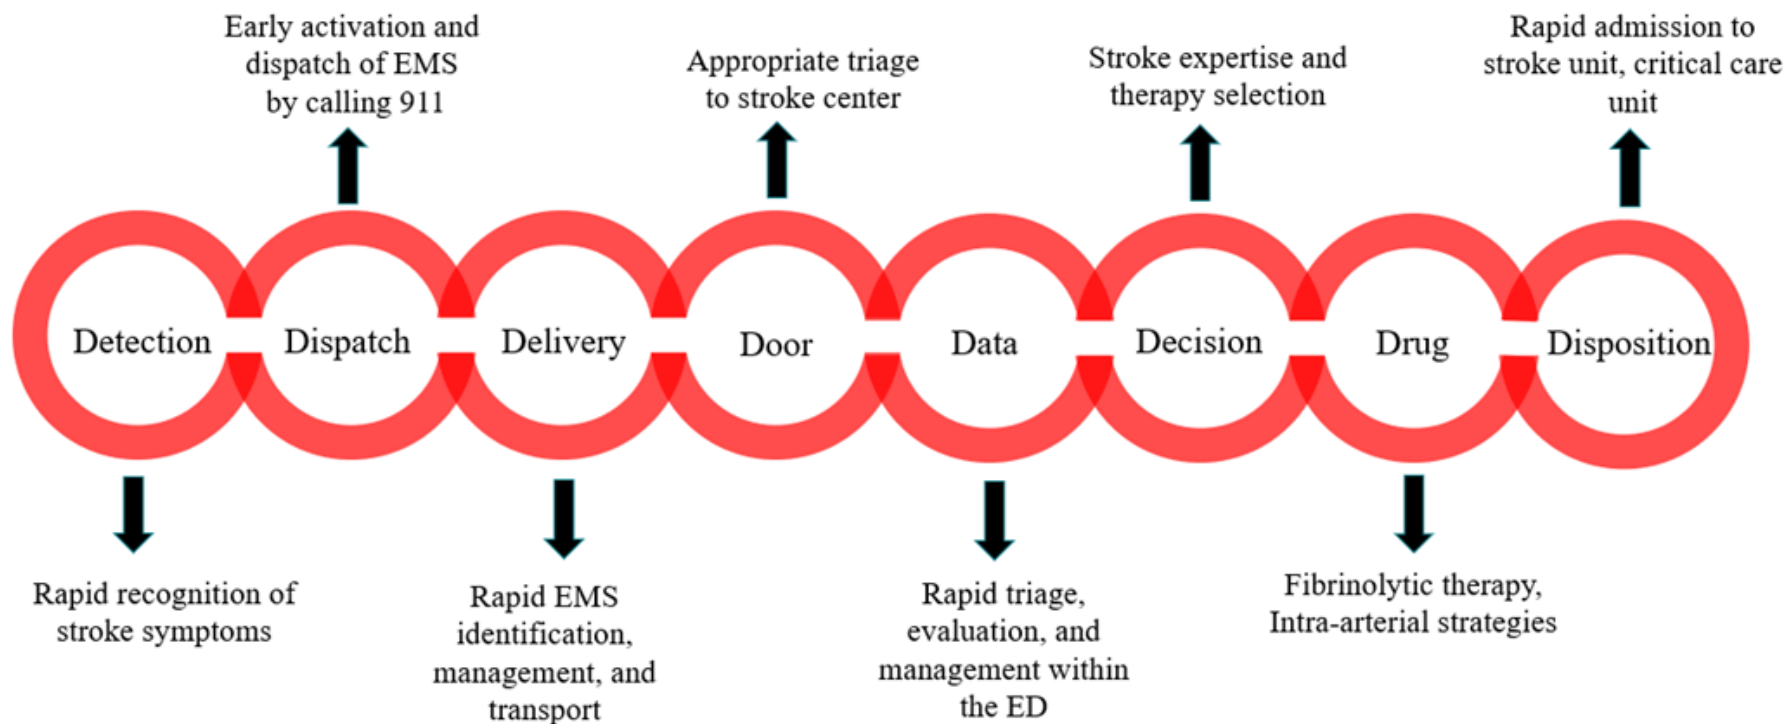 Early activation and
dispatch of EMS
by calling 911
Appropriate triage
to stroke center
Stroke expertise and
therapy selection
Rapid admission to
stroke unit, critical care
unit
Detection
Dispatch
Delivery
Door
Data
Decision
Drug
Disposition
Rapid recognition of
stroke symptoms
Rapid EMS
identification,
management, and
transport
Rapid triage,
evaluation, and
management within
the ED
Fibrinolytic therapy,
Intra-arterial strategies